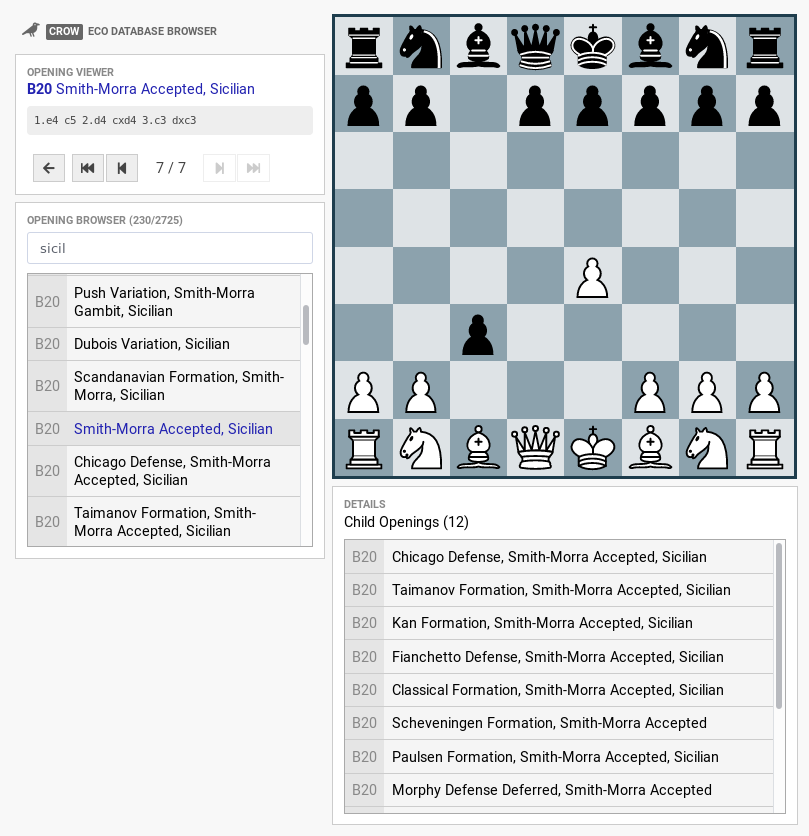 CROW ECO DATABASE BROWSER
OPENING VIEWER
B20 Smith-Morra Accepted, Sicilian
1.e4 c5 2.d4 cxd4 3.c3 dxc3
7 / 7
OPENING BROWSER (230/2725)
sicil
B20 Push Variation, Smith-Morra
Gambit, Sicilian
B20 Dubois Variation, Sicilian
B20 Scandanavian Formation, Smith-
Morra, Sicilian
B20 Smith-Morra Accepted, Sicilian
B20 Chicago Defense, Smith-Morra
Accepted, Sicilian
B20 Taimanov Formation, Smith-
Morra Accepted, Sicilian
DETAILS
Child Openings (12)
B20 Chicago Defense, Smith-Morra Accepted, Sicilian
B20 Taimanov Formation, Smith-Morra Accepted, Sicilian
B20 Kan Formation, Smith-Morra Accepted, Sicilian
B20 Fianchetto Defense, Smith-Morra Accepted, Sicilian
B20 Classical Formation, Smith-Morra Accepted, Sicilian
B20 Scheveningen Formation, Smith-Morra Accepted
B20 Paulsen Formation, Smith-Morra Accepted, Sicilian
B20 Morphy Defense Deferred, Smith-Morra Accepted